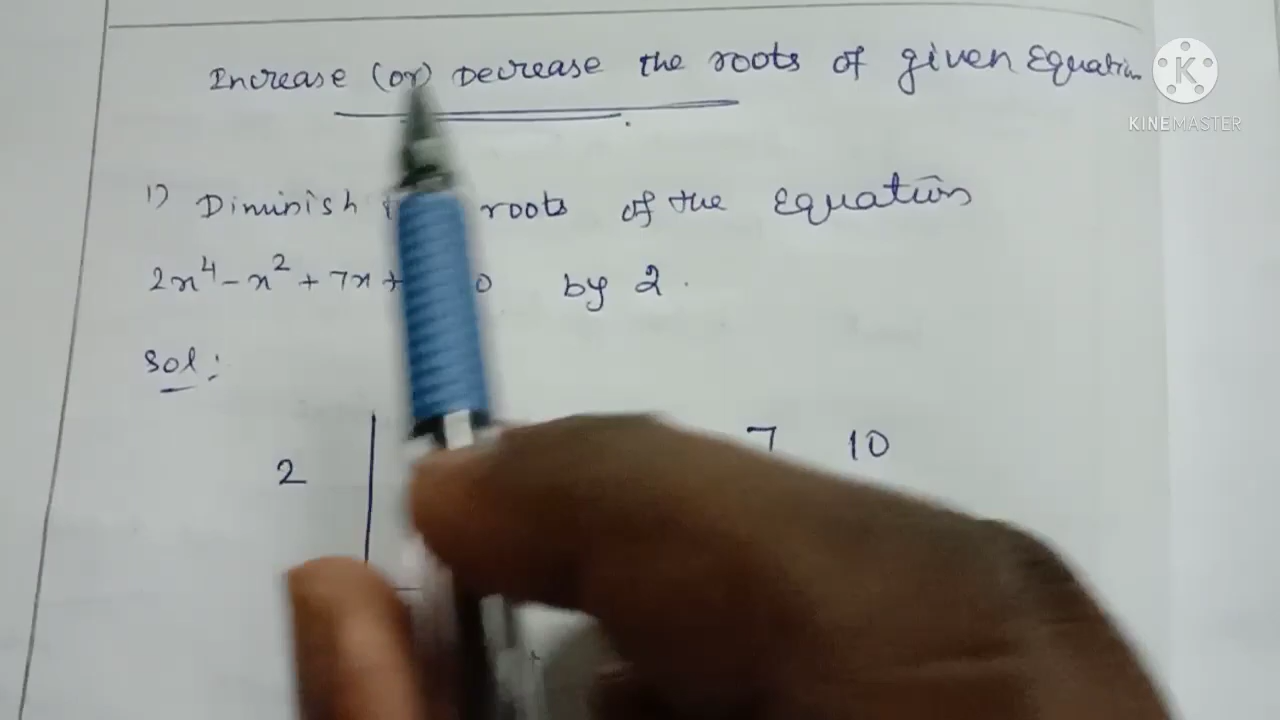 Increase (or) Decrease the roots of given Equation
1) Diminish roots of the Equation
2x⁴ - x² + 7x + 0 by 2.
Sol:
2 7 10
KINEMASTER